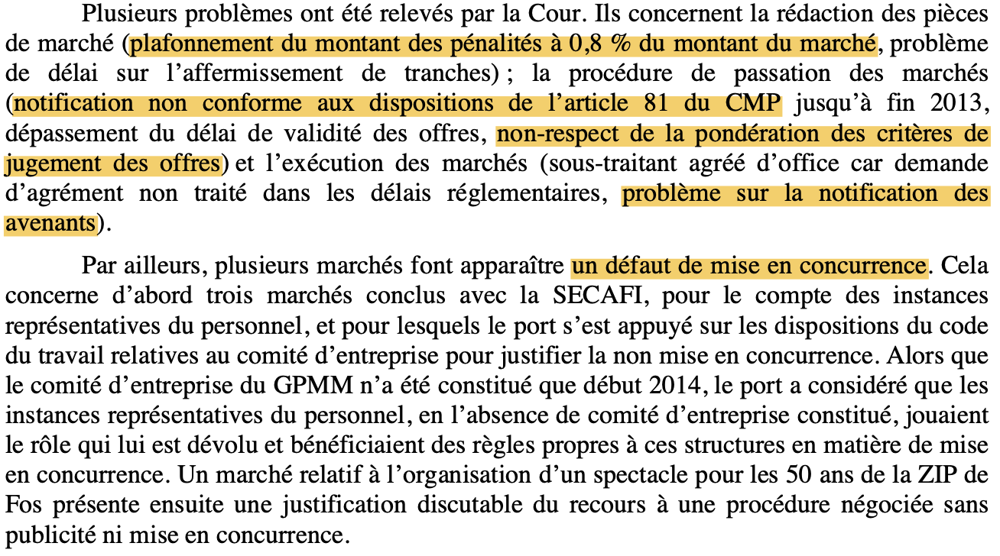 Plusieurs problèmes ont été relevés par la Cour. Ils concernent la rédaction des pièces
de marché (plafonnement du montant des pénalités à 0,8 % du montant du marché, problème
de délai sur l’affermissement de tranches) ; la procédure de passation des marchés
(notification non conforme aux dispositions de l’article 81 du CMP jusqu’à fin 2013,
dépassement du délai de validité des offres, non-respect de la pondération des critères de
jugement des offres) et l’exécution des marchés (sous-traitant agréé d’office car demande
d’agrément non traité dans les délais réglementaires, problème sur la notification des
avenants).
Par ailleurs, plusieurs marchés font apparaître un défaut de mise en concurrence. Cela
concerne d’abord trois marchés conclus avec la SECAFI, pour le compte des instances
représentatives du personnel, et pour lesquels le port s’est appuyé sur les dispositions du code
du travail relatives au comité d’entreprise pour justifier la non mise en concurrence. Alors que
le comité d’entreprise du GPMM n’a été constitué que début 2014, le port a considéré que les
instances représentatives du personnel, en l’absence de comité d’entreprise constitué, jouaient
le rôle qui lui est dévolu et bénéficiaient des règles propres à ces structures en matière de mise
en concurrence. Un marché relatif à l’organisation d’un spectacle pour les 50 ans de la ZIP de
Fos présente ensuite une justification discutable du recours à une procédure négociée sans
publicité ni mise en concurrence.